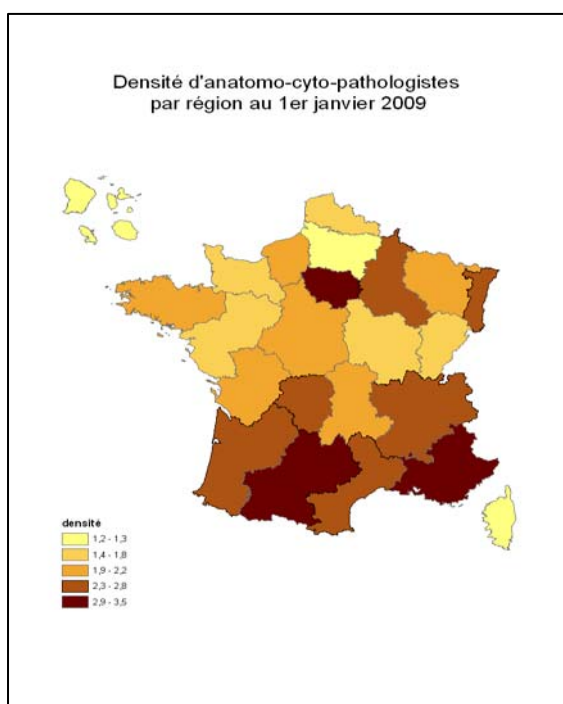 Densité d'anatomo-cyto-pathologistes
par région au 1er janvier 2009
densité
1,2 - 1,3
1,4 - 1,8
1,9 - 2,2
2,3 - 2,8
2,9 - 3,5